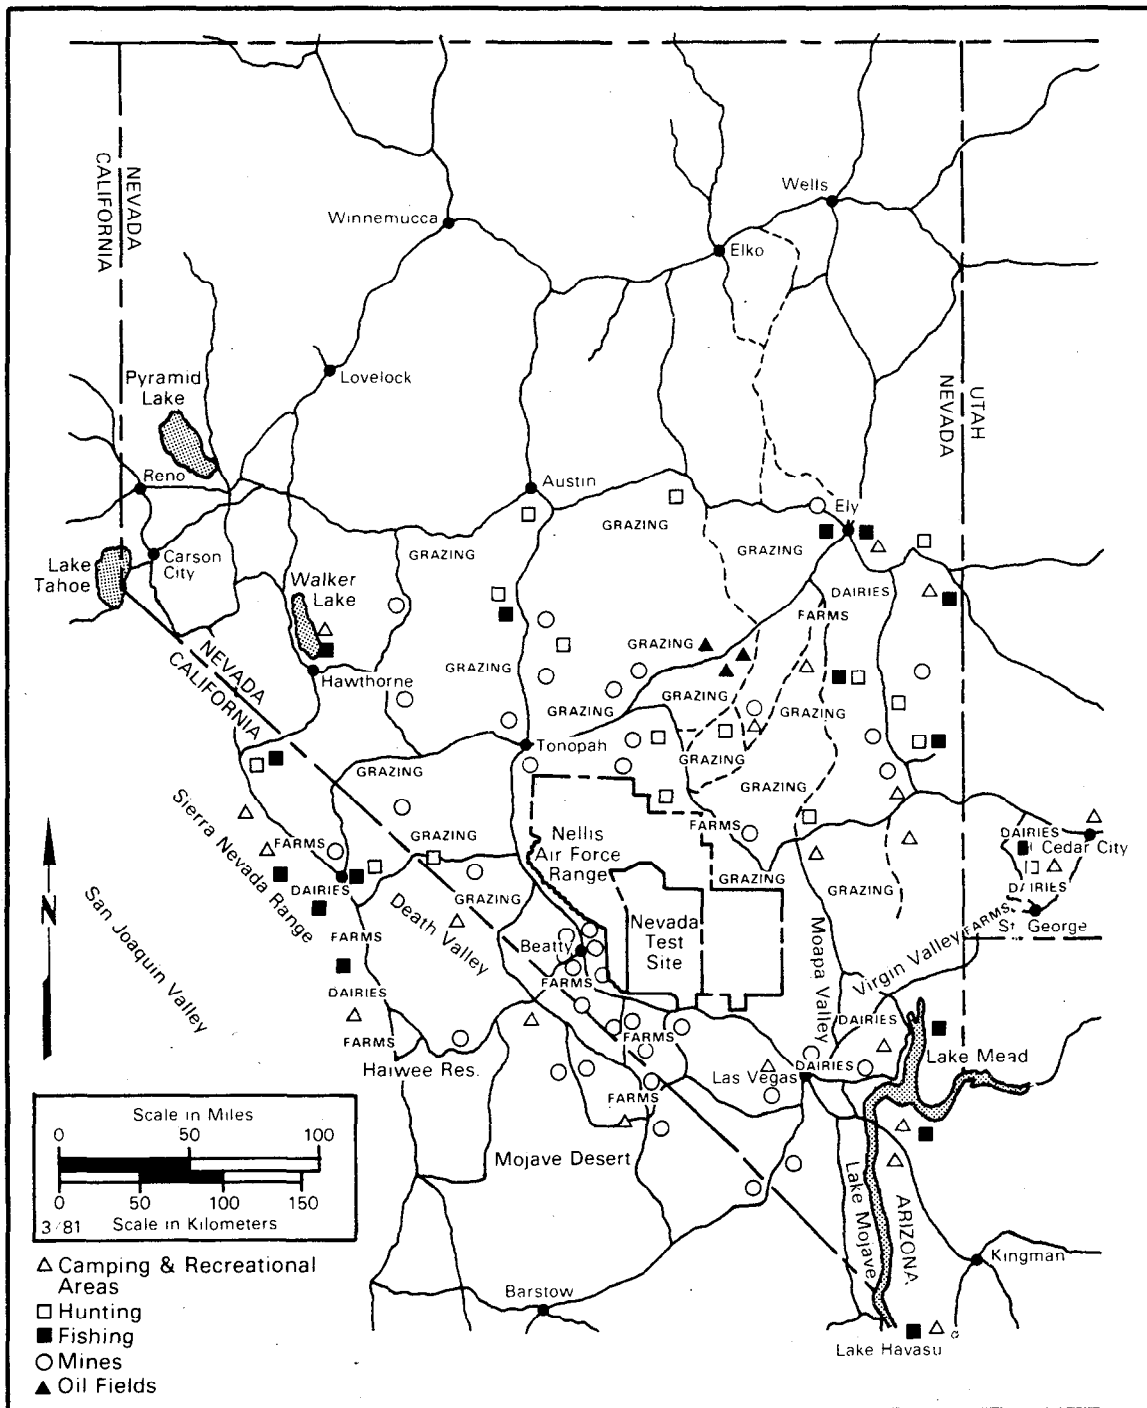 NEVADA
CALIFORNIA
Wells
Winnemucca
Elko
Lovelock
Pyramid
Lake
NEVADA
UTAH
Reno
Austin
Ely
GRAZING
GRAZING
GRAZING
Lake
Tahoe
Carson
City
Walker
Lake
DAIRIES
FARMS
NEVADA
CALIFORNIA
GRAZING
GRAZING
Hawthorne
GRAZING
GRAZING
GRAZING
Tonopah
GRAZING
GRAZING
GRAZING
Sierra Nevada Range
Nellis
Air Force
Range
FARMS
GRAZING
FARMS
DAIRIES
Cedar City
DAIRIES
DAIRIES
GRAZING
GRAZING
GRAZING
N
San Joaquin Valley
Death Valley
FARMS
St. George
Nevada
Test
Site
FARMS
Beatty
Moapa Valley
Virgin Valley
DAIRIES
FARMS
FARMS
DAIRIES
FARMS
Haiwee Res.
Lake Mead
Las Vegas
DAIRIES
FARMS
Mojave Desert
Lake Mojave
ARIZONA
Kingman
Barstow
Lake Havasu
Scale in Miles
0 50 100
0 50 100 150
3/81 Scale in Kilometers
Camping & Recreational
Areas
Hunting
Fishing
Mines
Oil Fields